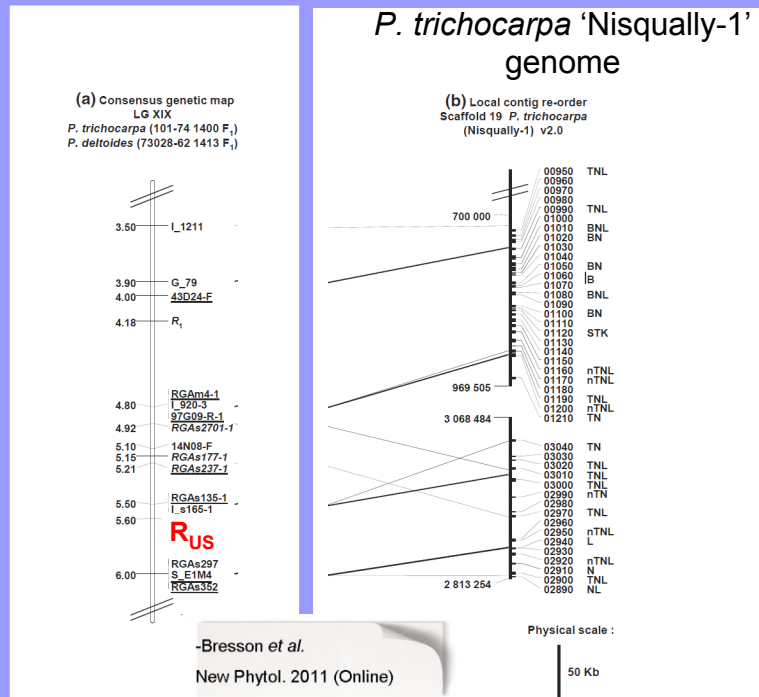 P. trichocarpa 'Nisqually-1'
genome
(a) Consensus genetic map
LG XIX
P. trichocarpa (101-74 1400 F1)
P. deltoides (73028-62 1413 F1)
3.50 I_1211
3.90 G_79
4.00 43D24-F
4.18 R1
RGAm4-1
4.80 I_920-3
97G09-R-1
4.92 RGAs2701-1
5.10 14N08-F
5.15 RGAs177-1
5.21 RGAs237-1
5.50 RGAs135-1
I_s165-1
5.60
RUS
RGAs297
6.00 S_E1M4
RGAs352
(b) Local contig re-order
Scaffold 19 P. trichocarpa
(Nisqually-1) v2.0
700 000
969 505
3 068 484
2 813 254
00950 TNL
00960
00970
00980
00990 TNL
01000
01010 BNL
01020 BN
01030
01040
01050 BN
01060 B
01070
01080 BNL
01090
01100 BN
01110
01120 STK
01130
01140
01150
01160 nTNL
01170 nTNL
01180
01190 TNL
01200 nTNL
01210 TN
03040 TN
03030
03020 TNL
03010 TNL
03000 TNL
02990 nTN
02980
02970 TNL
02960
02950 nTNL
02940 L
02930
02920 nTNL
02910 N
02900 TNL
02890 NL
Physical scale :
50 Kb
-Bresson et al.
New Phytol. 2011 (Online)